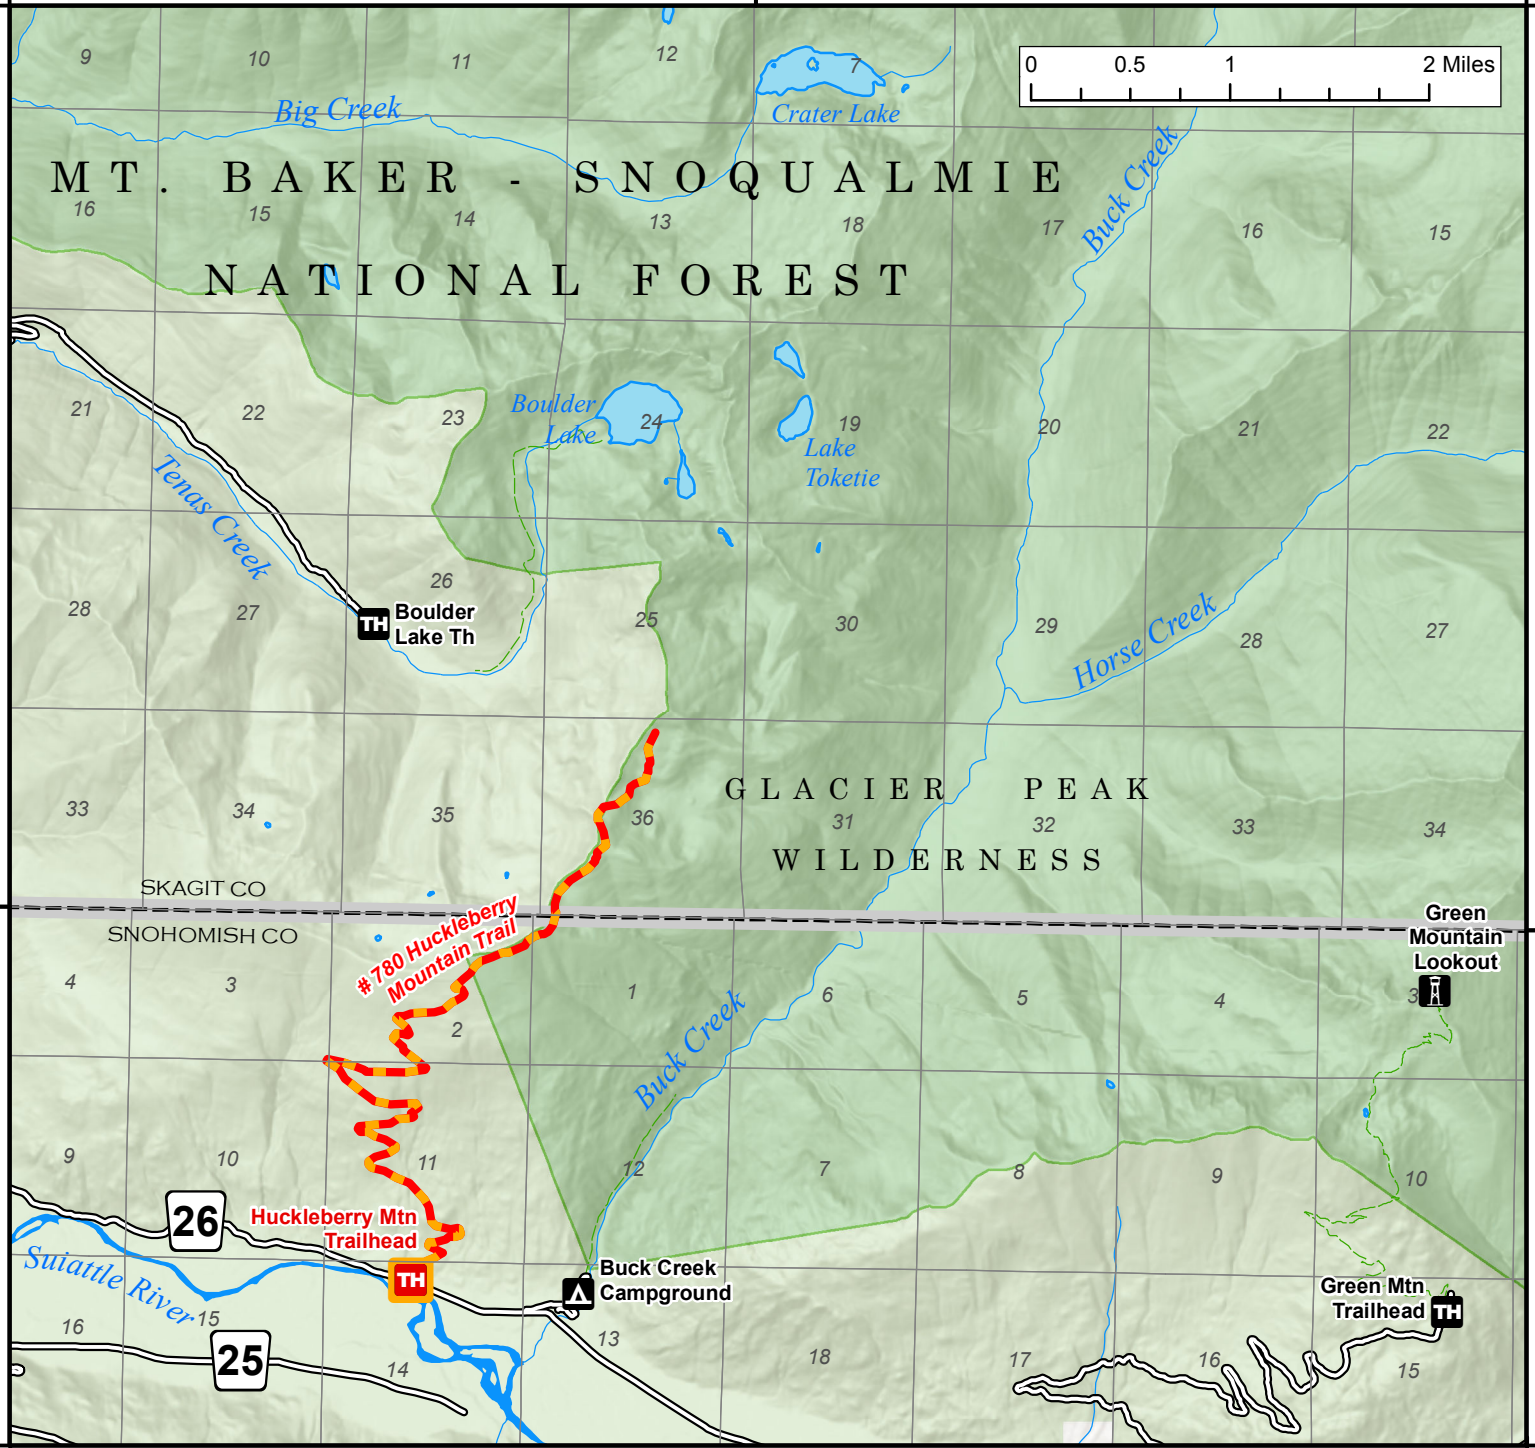 9 10 11 12 7
0 0.5 1 2 Miles
Big Creek
Crater Lake
MT. BAKER - SNOQUALMIE
Buck Creek
16 15 14 13 18 17 16 15
NATIONAL FOREST
21 22 23 24 19 20 21 22
Boulder
Lake
Lake
Toketie
Tenas Creek
28 27 26 25 30 29 28 27
Boulder
Lake Th
Horse Creek
GLACIER PEAK
33 34 35 36 31 32 33 34
WILDERNESS
SKAGIT CO
SNOHOMISH CO
# 780 Huckleberry
Mountain Trail
Green
Mountain
Lookout
4 3 2 1 6 5 4 3
Buck Creek
9 10 11 12 7 8 9 10
26
Huckleberry Mtn
Trailhead
TH
TH
Suiattle River
Buck Creek
Campground
Green Mtn
Trailhead
TH
16 15 14 13 18 17 16 15
25